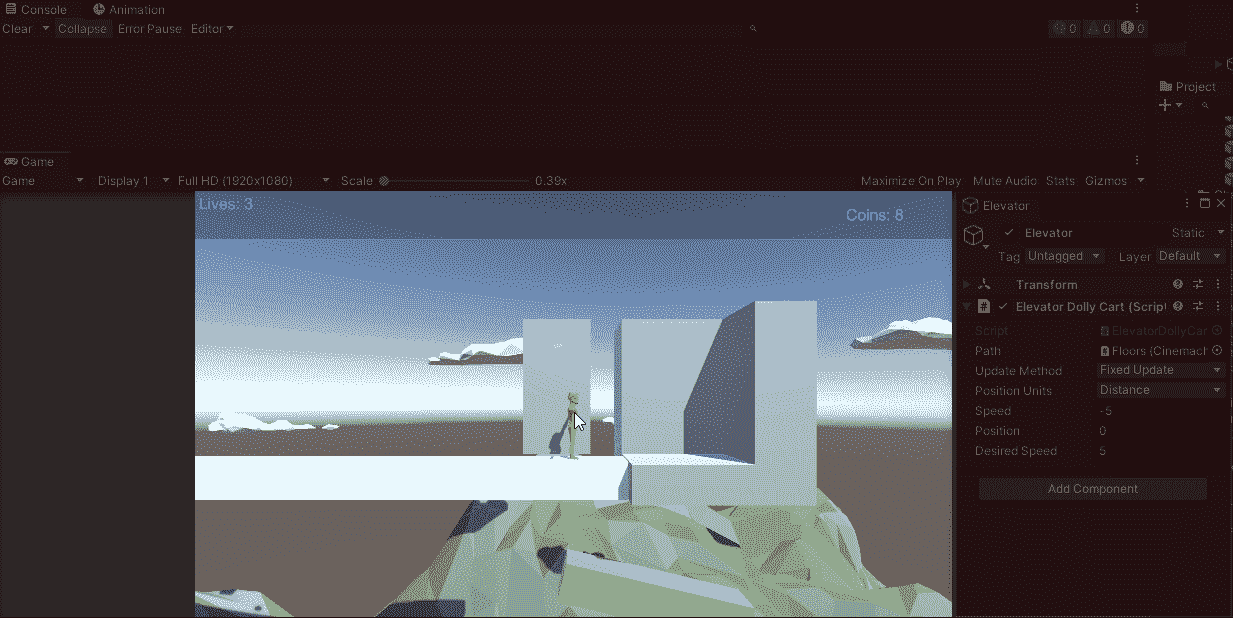 Console Animation
Clear Collapse Error Pause Editor 0 0 0
Project
Game
Game Display 1 Full HD (1920x1080) Scale 0.39x Maximize On Play Mute Audio Stats Gizmos
Lives: 3
Coins: 8
Elevator
Elevator Static
Tag Untagged Layer Default
Transform
Elevator Dolly Cart (Script
Script ElevatorDollyCar
Path Floors (Cinemach
Update Method Fixed Update
Position Units Distance
Speed -5
Position 0
Desired Speed 5
Add Component